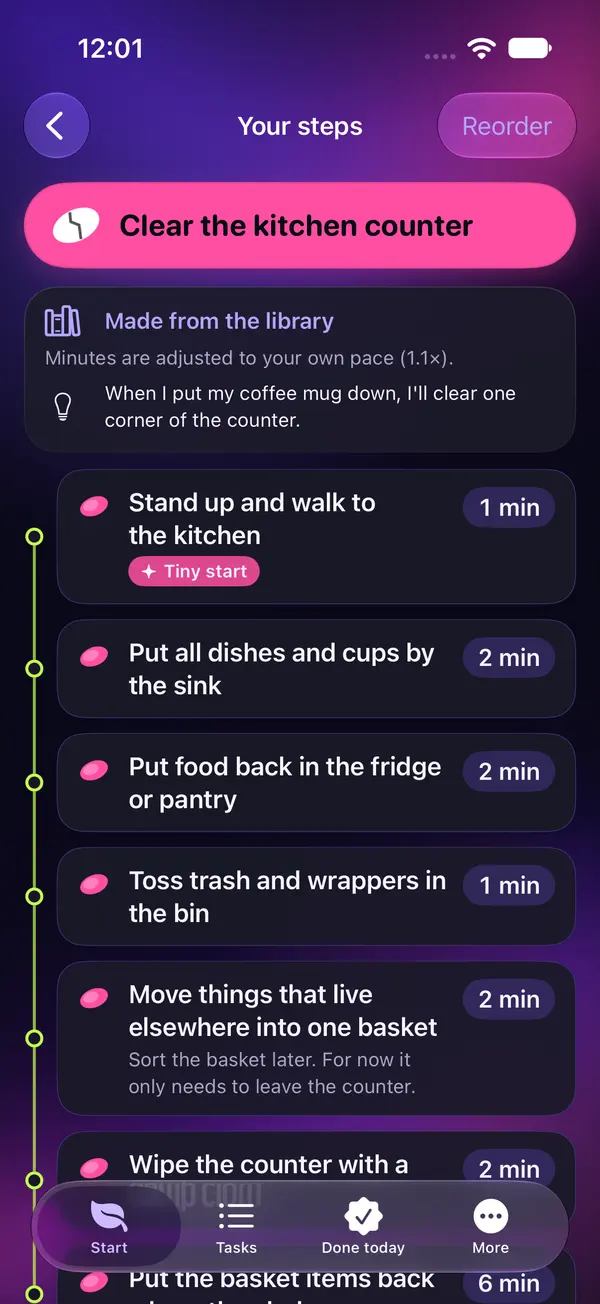 12:01
Your steps
Reorder
Clear the kitchen counter
Made from the library
Minutes are adjusted to your own pace (1.1×).
When I put my coffee mug down, I'll clear one
corner of the counter.
Stand up and walk to
the kitchen
1 min
Tiny start
Put all dishes and cups by
the sink
2 min
Put food back in the fridge
or pantry
2 min
Toss trash and wrappers in
the bin
1 min
Move things that live
elsewhere into one basket
2 min
Sort the basket later. For now it
only needs to leave the counter.
Wipe the counter with a
2 min
Start
Tasks
Done today
More
Put the basket items back
6 min